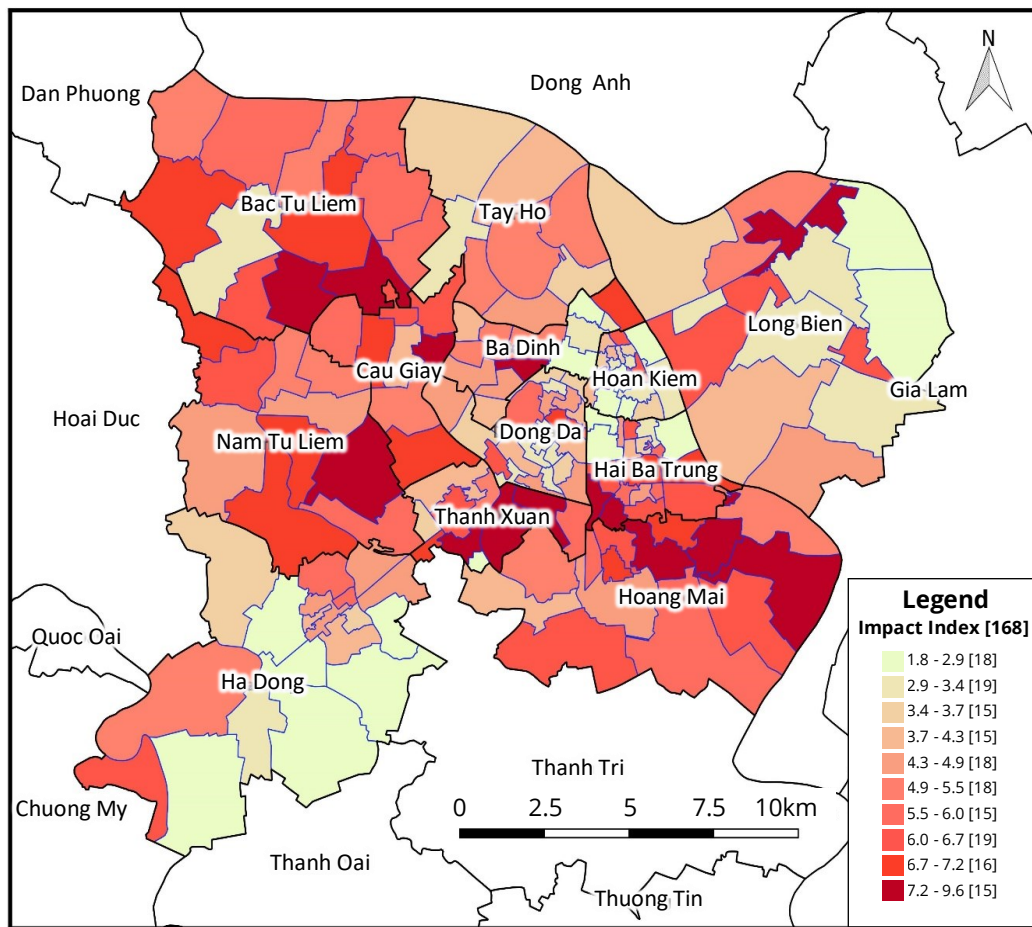 N
Dan Phuong
Dong Anh
Bac Tu Liem
Tay Ho
Long Bien
Ba Dinh
Cau Giay
Hoan Kiem
Gia Lam
Hoai Duc
Nam Tu Liem
Dong Da
Hai Ba Trung
Thanh Xuan
Hoang Mai
Quoc Oai
Ha Dong
Thanh Tri
Chuong My
Thanh Oai
Thuong Tin
0 2.5 5 7.5 10km
Legend
Impact Index [168]
1.8 - 2.9 [18]
2.9 - 3.4 [19]
3.4 - 3.7 [15]
3.7 - 4.3 [15]
4.3 - 4.9 [18]
4.9 - 5.5 [18]
5.5 - 6.0 [15]
6.0 - 6.7 [19]
6.7 - 7.2 [16]
7.2 - 9.6 [15]